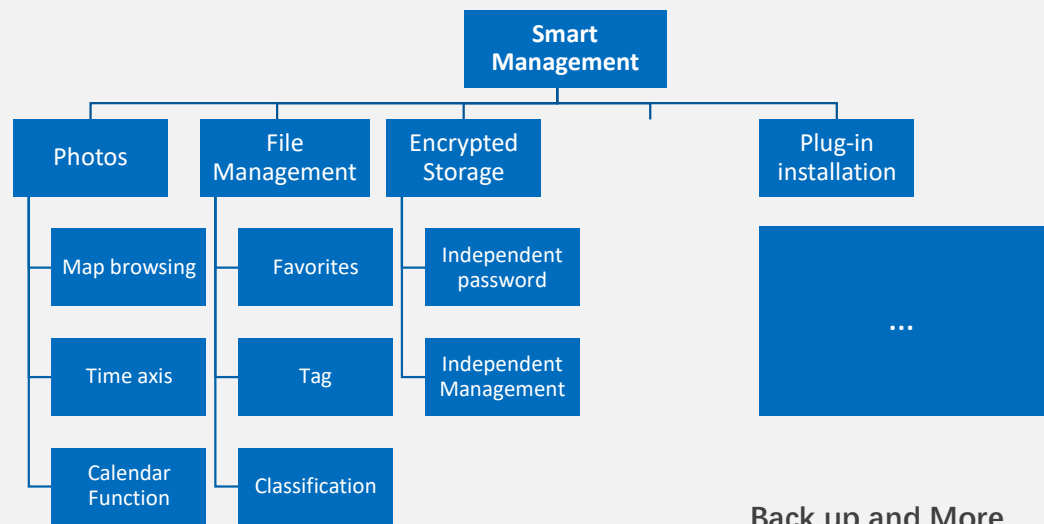 Smart
Management
Photos
File
Management
Encrypted
Storage
Plug-in
installation
Map browsing
Favorites
Independent
password
...
Time axis
Tag
Independent
Management
Calendar
Function
Classification
Back up and More